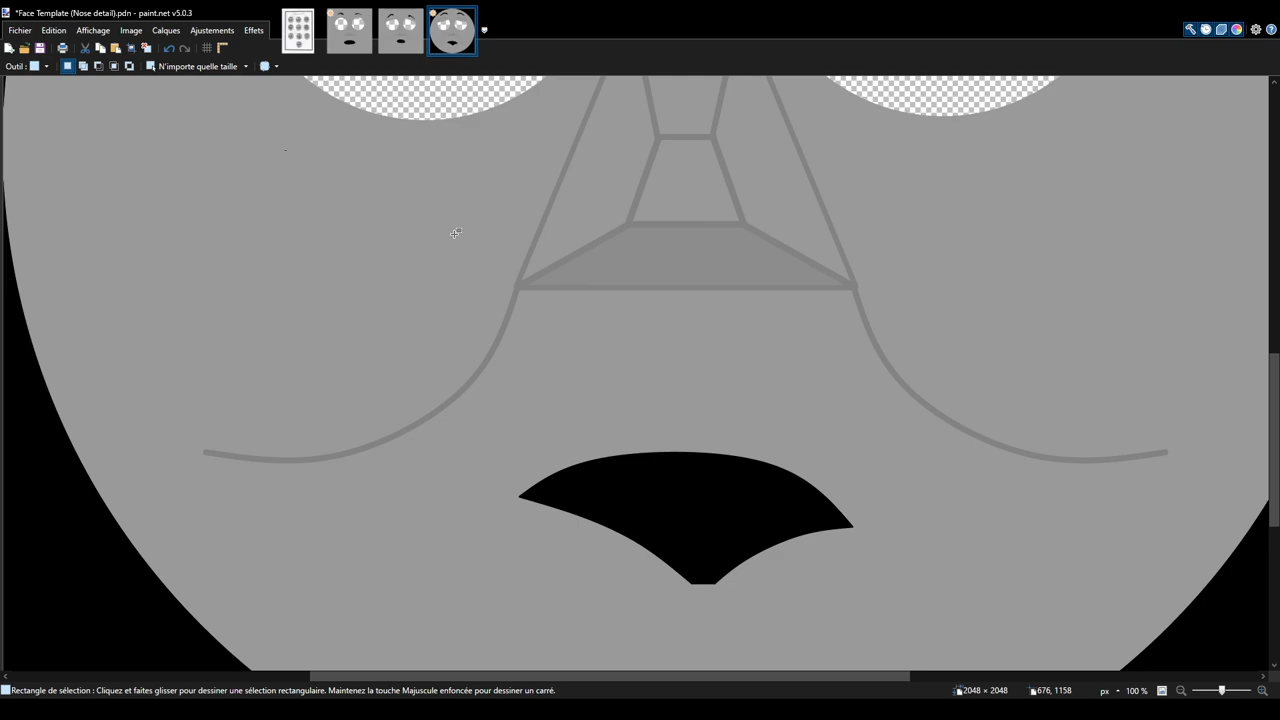 *Face Template (Nose detail).pdn - paint.net v5.0.3
Fichier Edition Affichage Image Calques Ajustements Effets
Outil : N'importe quelle taille
Rectangle de sélection : Cliquez et faites glisser pour dessiner une sélection rectangulaire. Maintenez la touche Majuscule enfoncée pour dessiner un carré. 2048 × 2048 676, 1158 px 100 %